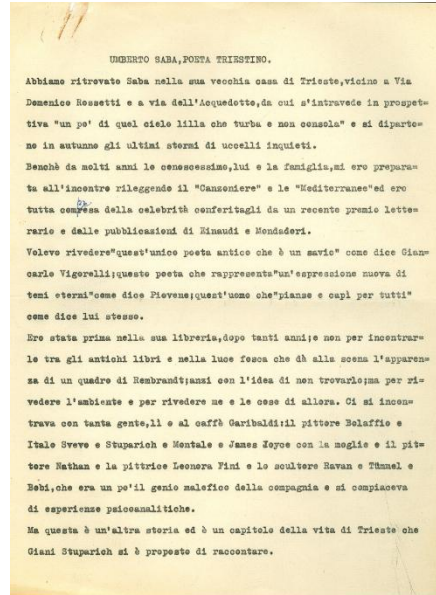 UMBERTO SABA,POETA TRIESTINO.
Abbiamo ritrovato Saba nella sua vecchia casa di Trieste,vicino a Via
Domenico Rossetti e a via dell'Acquedotto,da cui s'intravede in prospet=
tiva "un po' di quel cielo lilla che turba e non consola" e si diparto=
no in autunno gli ultimi stormi di uccelli inquieti.
Benchè da molti anni lo conoscessimo,lui e la famiglia,mi ero prepara=
ta all'incontro rileggendo il "Canzoniere" e le "Mediterranee"ed ero
tutta compresa della celebrità conferitagli da un recente premio lette=
rario e dalle pubblicazioni di Einaudi e Mondadori.
Volevo rivedere"quest'unico poeta antico che è un savio" come dice Gian=
carlo Vigorelli;questo poeta che rappresenta"un'espressione nuova di
temi eterni"come dice Piovene;quest'uomo che"pianse e capì per tutti"
come dice lui stesso.
Ero stata prima nella sua libreria,dopo tanti anni;e non per incontrar=
lo tra gli antichi libri e nella luce fosca che dà alla scena l'apparen=
za di un quadro di Rembrandt;anzi con l'idea di non trovarlo;ma per ri=
vedere l'ambiente e per rivedere me e le cose di allora. Ci si incon=
trava con tanta gente,lì o al caffè Garibaldi:il pittore Bolaffio e
Italo Svevo e Stuparich e Montale e James Joyce con la moglie e il pit=
tore Nathan e la pittrice Leonora Fini e lo scultore Ravan e Tümmel e
Bobi,che era un po'il genio malefico della compagnia e si compiaceva
di esperienze psicoanalitiche.
Ma questa è un'altra storia ed è un capitolo della vita di Trieste che
Giani Stuparich si è proposto di raccontare.